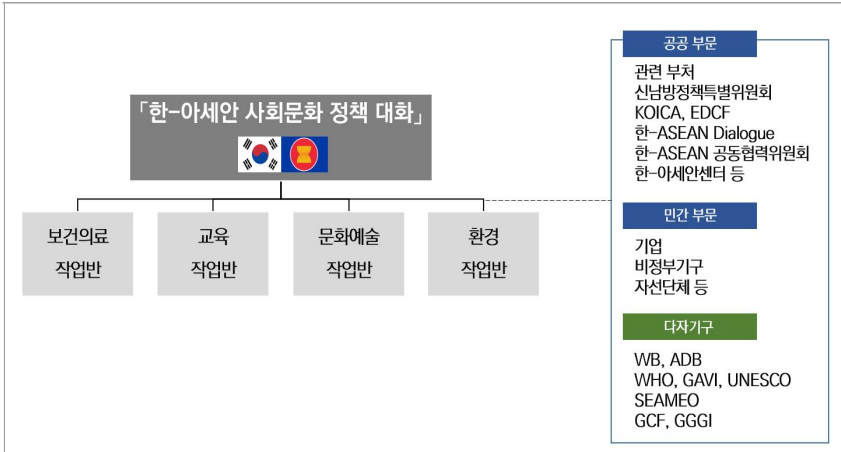 「한-아세안 사회문화 정책 대화」
보건의료
작업반
교육
작업반
문화예술
작업반
환경
작업반
공공 부문
관련 부처
신남방정책특별위원회
KOICA, EDCF
한-ASEAN Dialogue
한-ASEAN 공동협력위원회
한-아세안센터 등
민간 부문
기업
비정부기구
자선단체 등
다자기구
WB, ADB
WHO, GAVI, UNESCO
SEAMEO
GCF, GGGI